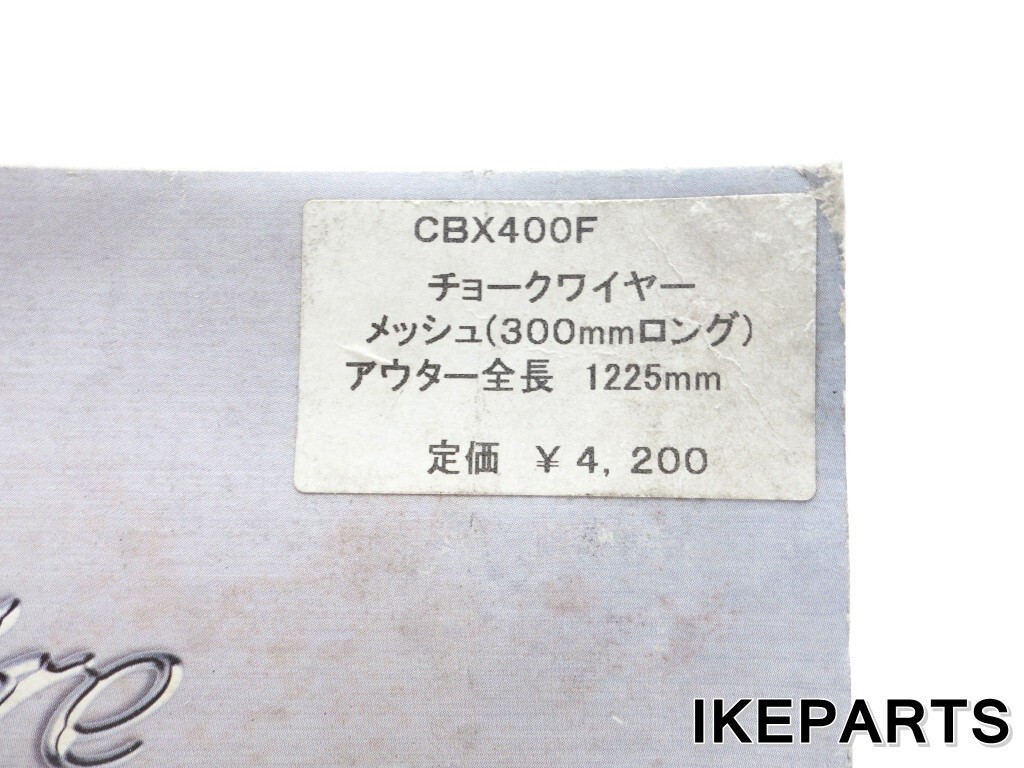 CBX400F
チョークワイヤー
メッシュ(300mmロング)
アウター全長 1225mm
定価 ¥4,200
IKEPARTS